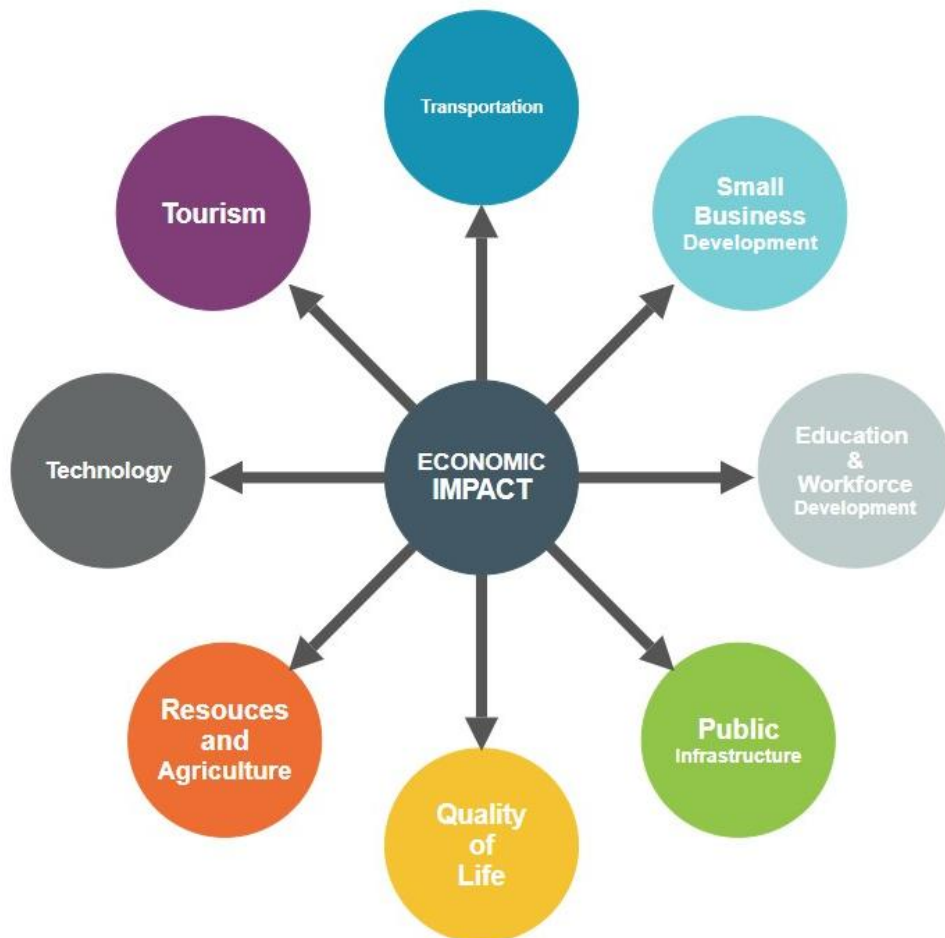 Transportation
Small
Business
Development
Tourism
Education
&
Workforce
Development
Technology
ECONOMIC
IMPACT
Resouces
and
Agriculture
Public
Infrastructure
Quality
of
Life